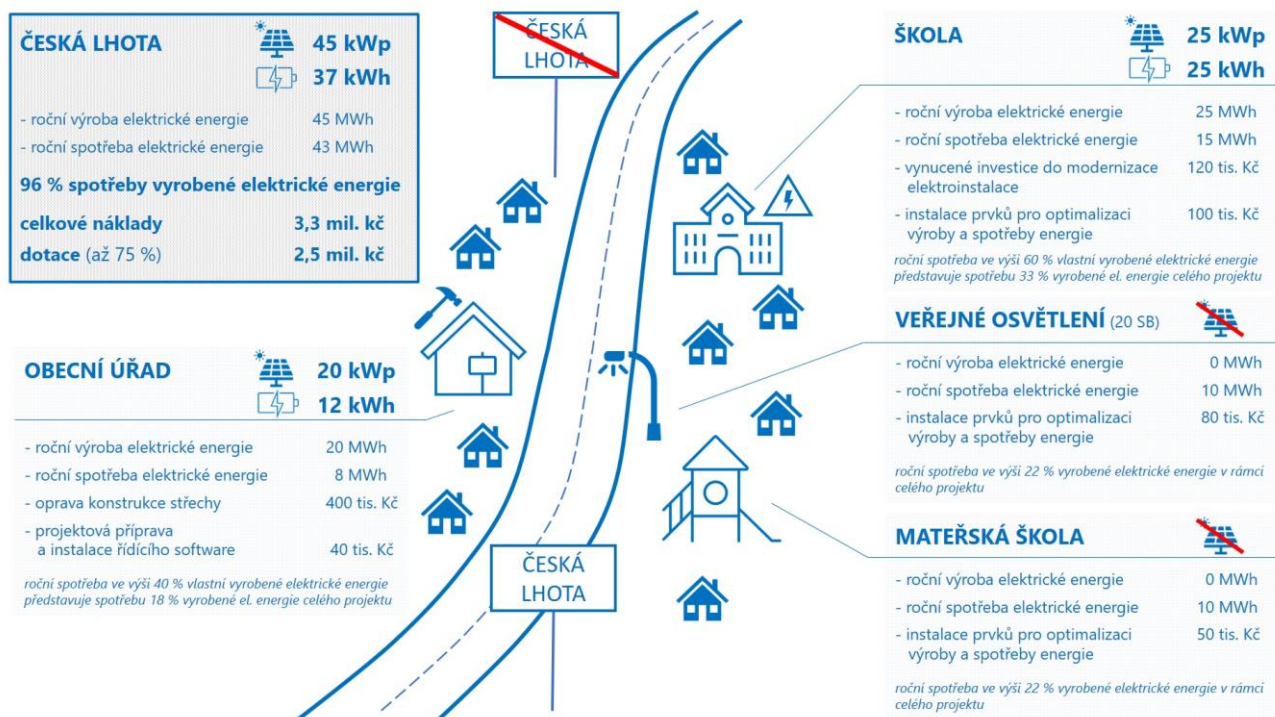 ČESKÁ LHOTA
45 kWp
37 kWh
- roční výroba elektrické energie 45 MWh
- roční spotřeba elektrické energie 43 MWh
96 % spotřeby vyrobené elektrické energie
celkové náklady 3,3 mil. kč
dotace (až 75 %) 2,5 mil. kč
ČESKÁ
LHOTA
ŠKOLA
25 kWp
25 kWh
- roční výroba elektrické energie 25 MWh
- roční spotřeba elektrické energie 15 MWh
- vynucené investice do modernizace 120 tis. Kč
elektroinstalace
- instalace prvků pro optimalizaci 100 tis. Kč
výroby a spotřeby energie
roční spotřeba ve výši 60 % vlastní vyrobené elektrické energie
představuje spotřebu 33 % vyrobené el. energie celého projektu
OBECNÍ ÚŘAD
20 kWp
12 kWh
- roční výroba elektrické energie 20 MWh
- roční spotřeba elektrické energie 8 MWh
- oprava konstrukce střechy 400 tis. Kč
- projektová příprava
a instalace řídícího software 40 tis. Kč
roční spotřeba ve výši 40 % vlastní vyrobené elektrické energie
představuje spotřebu 18 % vyrobené el. energie celého projektu
VEŘEJNÉ OSVĚTLENÍ (20 SB)
- roční výroba elektrické energie 0 MWh
- roční spotřeba elektrické energie 10 MWh
- instalace prvků pro optimalizaci 80 tis. Kč
výroby a spotřeby energie
roční spotřeba ve výši 22 % vyrobené elektrické energie v rámci
celého projektu
ČESKÁ
LHOTA
MATEŘSKÁ ŠKOLA
- roční výroba elektrické energie 0 MWh
- roční spotřeba elektrické energie 10 MWh
- instalace prvků pro optimalizaci 50 tis. Kč
výroby a spotřeby energie
roční spotřeba ve výši 22 % vyrobené elektrické energie v rámci
celého projektu